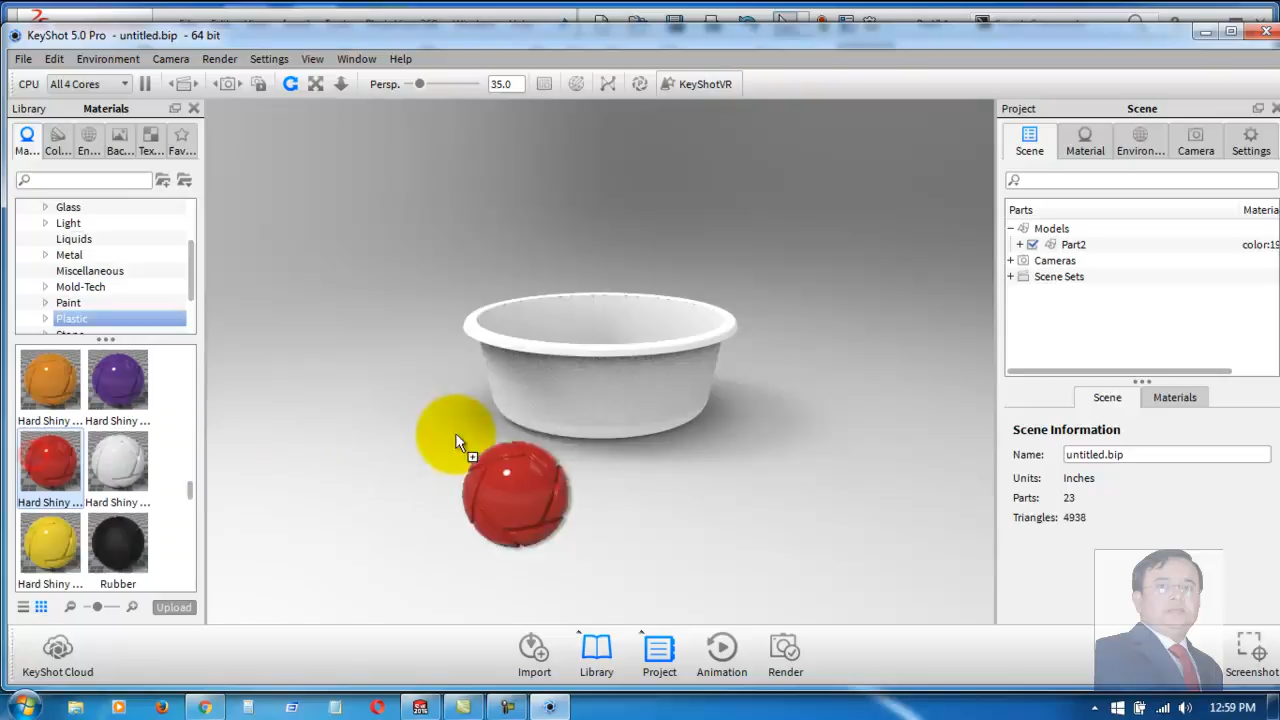 KeyShot 5.0 Pro - untitled.bip - 64 bit
File Edit Environment Camera Render Settings View Window Help
CPU All 4 Cores Persp. 35.0 KeyShotVR
Library Materials
Ma... Col... En... Bac... Tex... Fav...
Glass
Light
Liquids
Metal
Miscellaneous
Mold-Tech
Paint
Plastic
Hard Shiny ... Hard Shiny ...
Hard Shiny ... Hard Shiny ...
Hard Shiny ... Rubber
Upload
Project Scene
Scene Material Environ... Camera Settings
Parts Materia
Models
Part2 color:19
Cameras
Scene Sets
Scene Materials
Scene Information
Name: untitled.bip
Units: Inches
Parts: 23
Triangles: 4938
KeyShot Cloud Import Library Project Animation Render Screenshot
12:59 PM